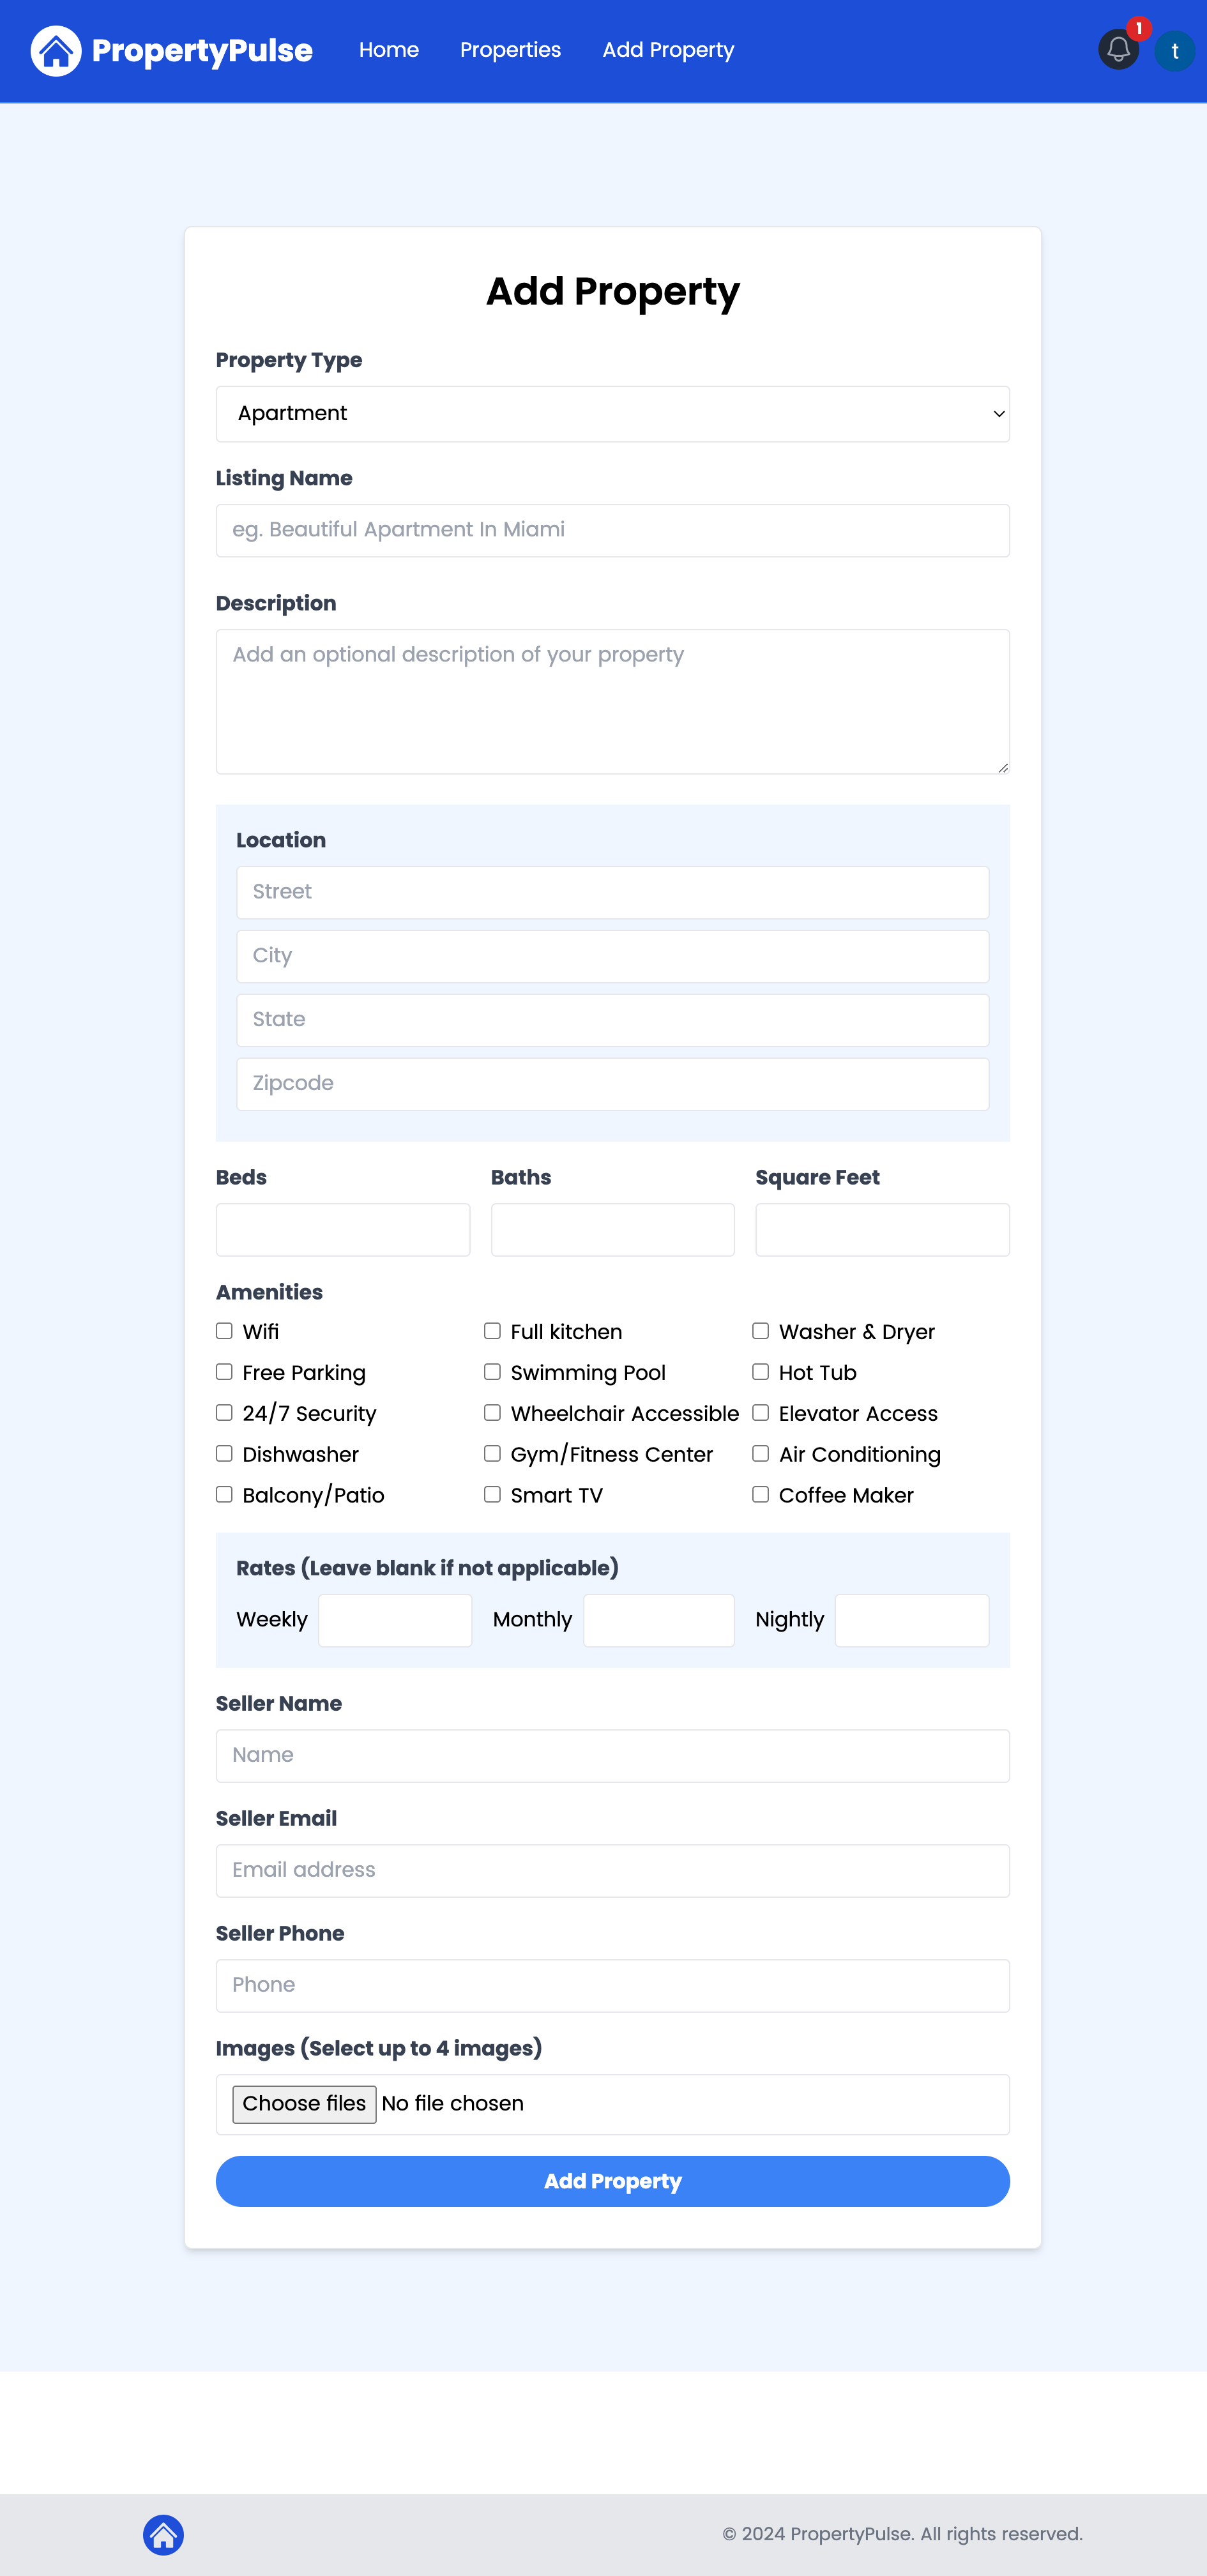 PropertyPulse Home Properties Add Property 1 t
Add Property
Property Type
Apartment
Listing Name
eg. Beautiful Apartment In Miami
Description
Add an optional description of your property
Location
Street
City
State
Zipcode
Beds Baths Square Feet
Amenities
Wifi Full kitchen Washer & Dryer
Free Parking Swimming Pool Hot Tub
24/7 Security Wheelchair Accessible Elevator Access
Dishwasher Gym/Fitness Center Air Conditioning
Balcony/Patio Smart TV Coffee Maker
Rates (Leave blank if not applicable)
Weekly Monthly Nightly
Seller Name
Name
Seller Email
Email address
Seller Phone
Phone
Images (Select up to 4 images)
Choose files No file chosen
Add Property
© 2024 PropertyPulse. All rights reserved.